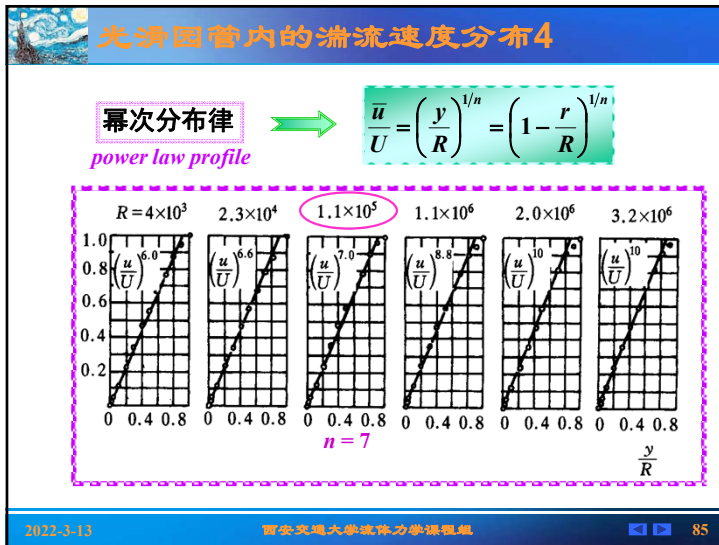 光滑圆管内的湍流速度分布4
幂次分布律
power law profile
u̅/U = (y/R)^{1/n} = (1 − r/R)^{1/n}
R = 4×10³ 2.3×10⁴ 1.1×10⁵ 1.1×10⁶ 2.0×10⁶ 3.2×10⁶
1.0
0.8
0.6
0.4
0.2
(u/U)^{6.0} (u/U)^{6.6} (u/U)^{7.0} (u/U)^{8.8} (u/U)^{10} (u/U)^{10}
0 0.4 0.8 0 0.4 0.8 0 0.4 0.8 0 0.4 0.8 0 0.4 0.8 0 0.4 0.8
n = 7
y/R
2022-3-13 西安交通大学流体力学课程组 85